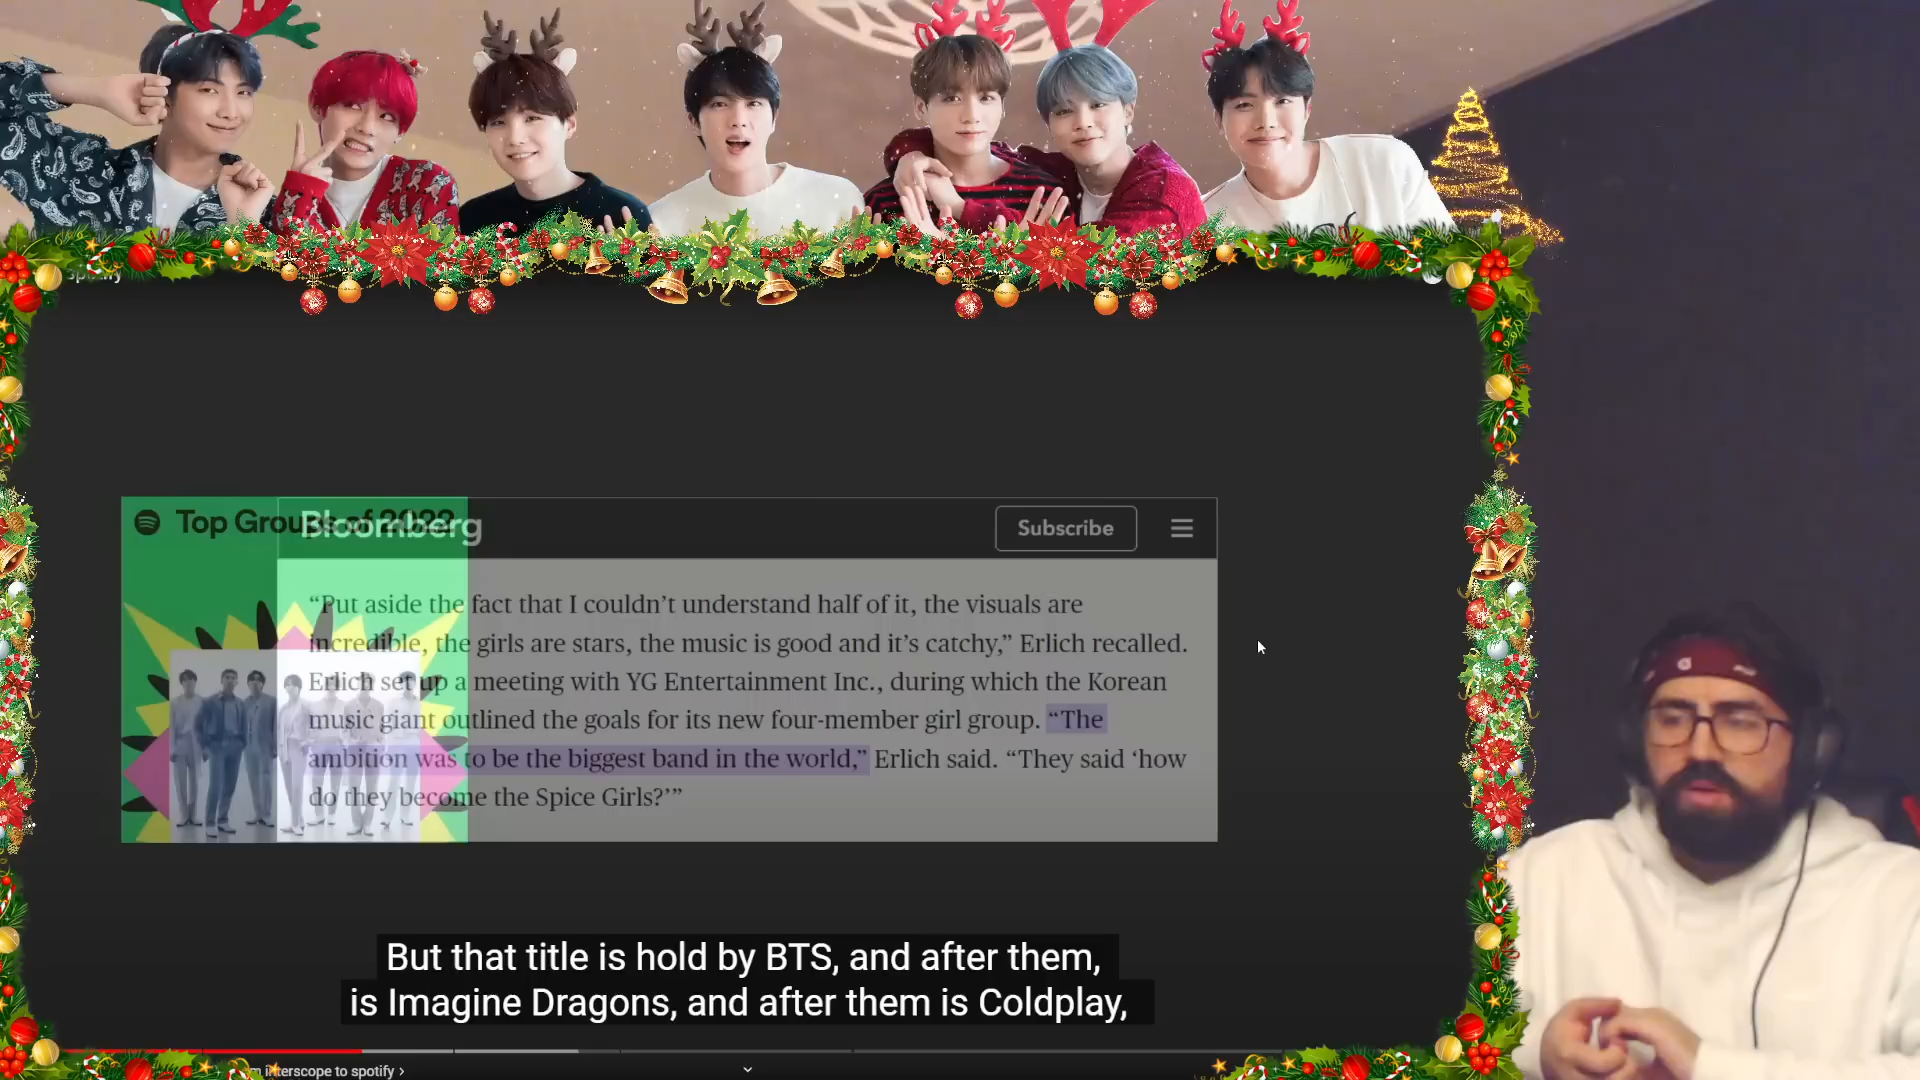 Spotify
Top Groups of 2022
Bloomberg
Subscribe
“Put aside the fact that I couldn’t understand half of it, the visuals are
incredible, the girls are stars, the music is good and it’s catchy,” Erlich recalled.
Erlich set up a meeting with YG Entertainment Inc., during which the Korean
music giant outlined the goals for its new four-member girl group. “The
ambition was to be the biggest band in the world,” Erlich said. “They said ‘how
do they become the Spice Girls?’”
But that title is hold by BTS, and after them,
is Imagine Dragons, and after them is Coldplay,
interscope to spotify >